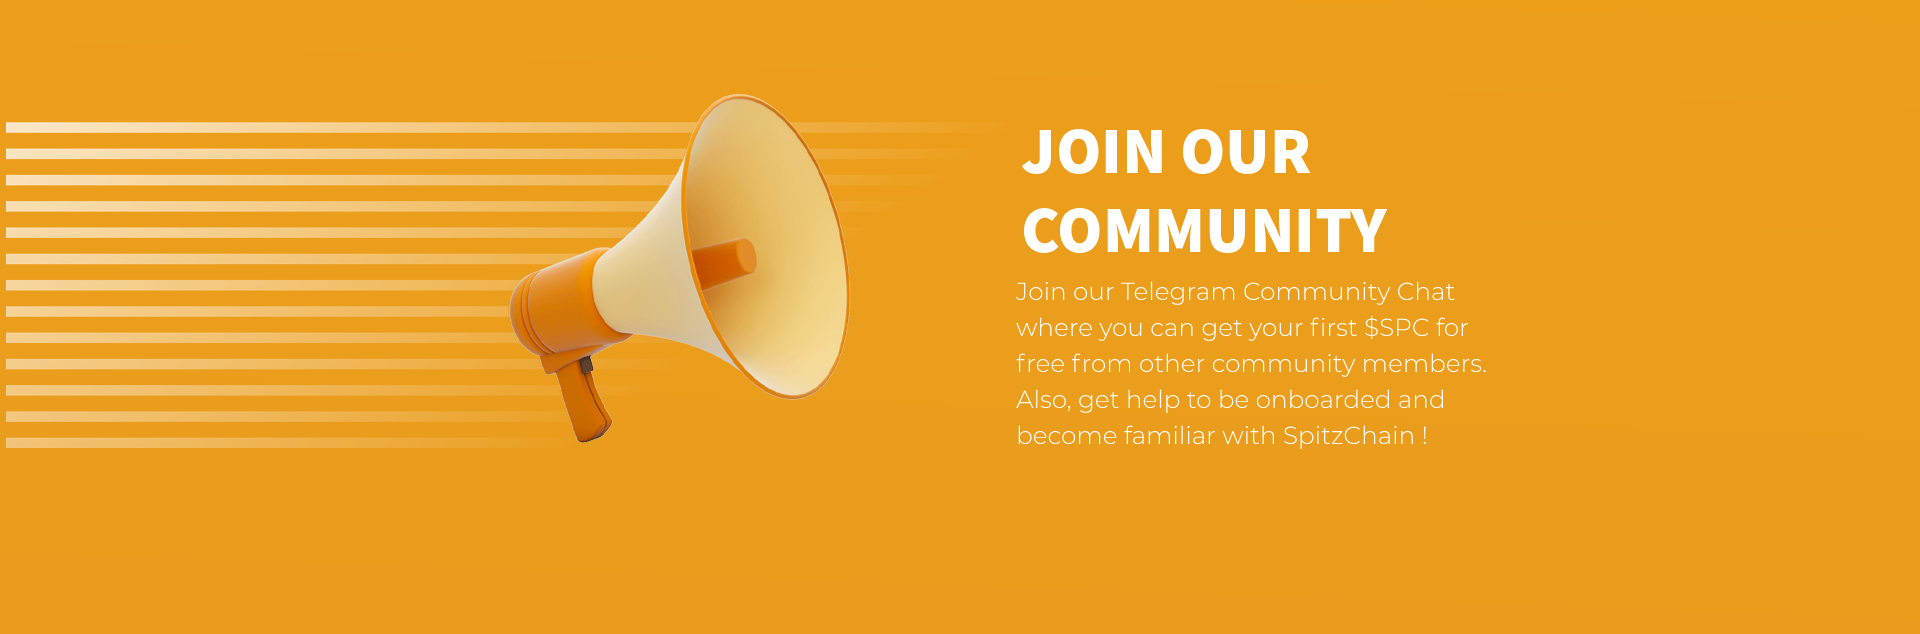 JOIN OUR
COMMUNITY
Join our Telegram Community Chat
where you can get your first $SPC for
free from other community members.
Also, get help to be onboarded and
become familiar with SpitzChain !